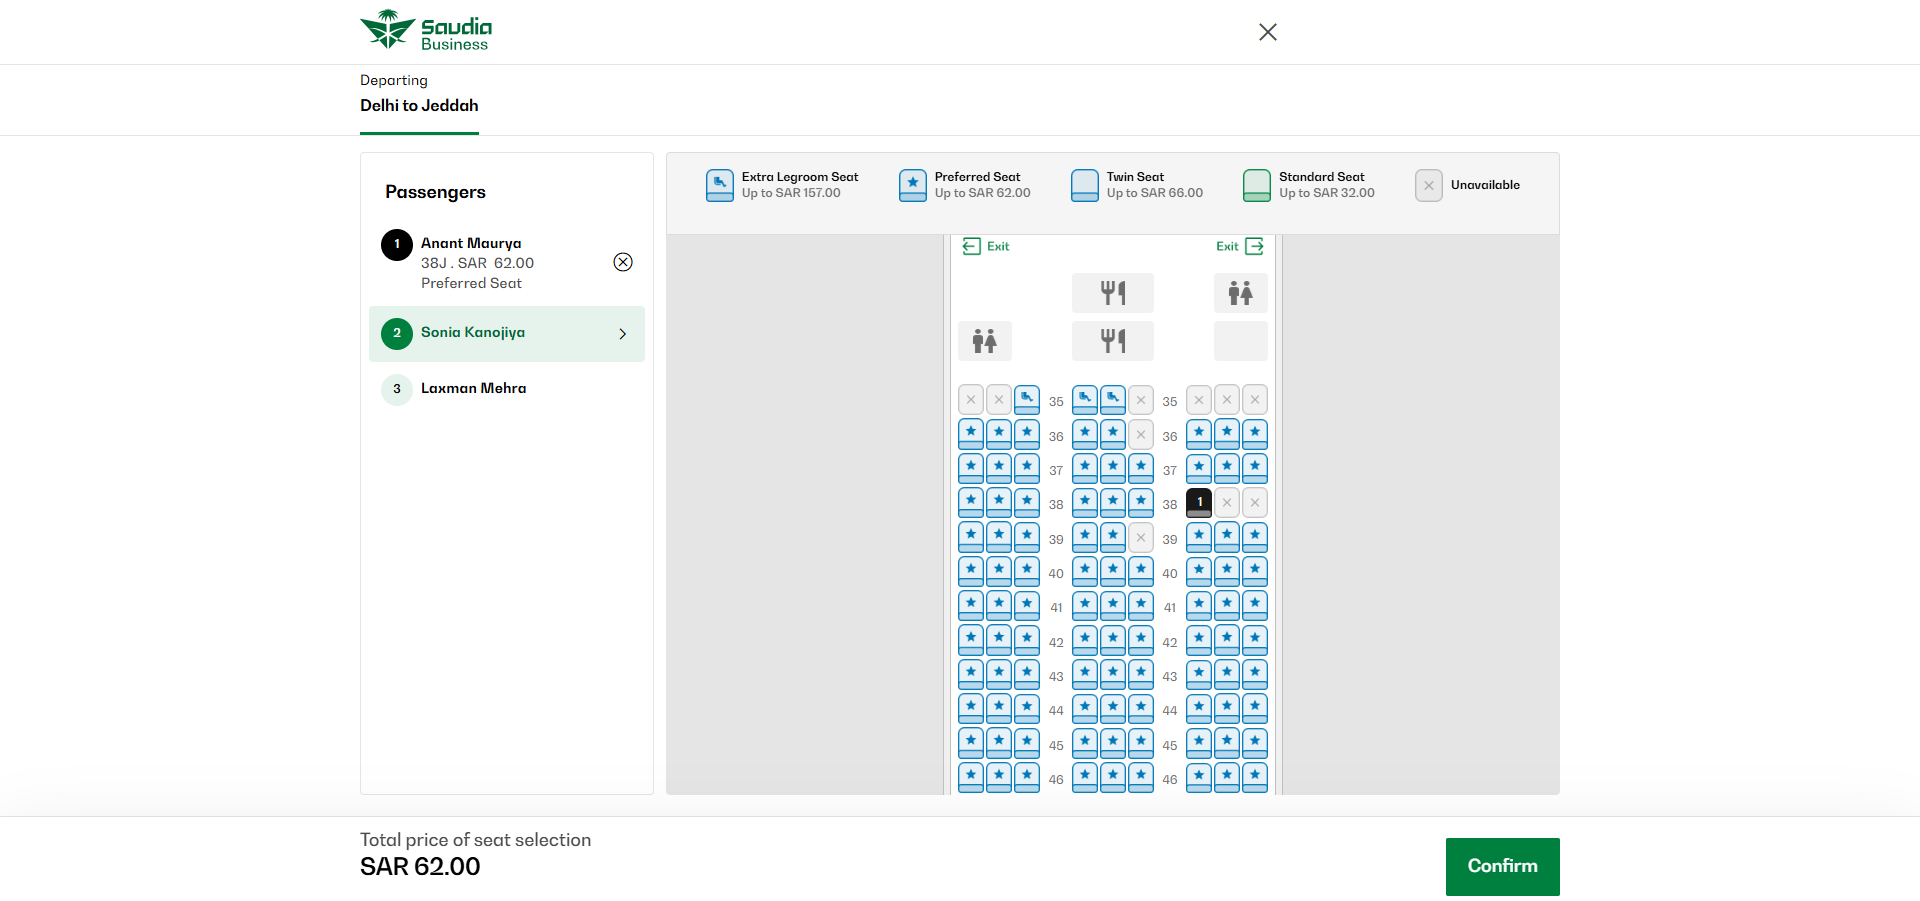 Saudia
Business
Departing
Delhi to Jeddah
Passengers
1
Anant Maurya
38J . SAR 62.00
Preferred Seat
2
Sonia Kanojiya
3
Laxman Mehra
Extra Legroom Seat
Up to SAR 157.00
Preferred Seat
Up to SAR 62.00
Twin Seat
Up to SAR 66.00
Standard Seat
Up to SAR 32.00
Unavailable
Exit
Exit
35 35
36 36
37 37
38 38 1
39 39
40 40
41 41
42 42
43 43
44 44
45 45
46 46
Total price of seat selection
SAR 62.00
Confirm